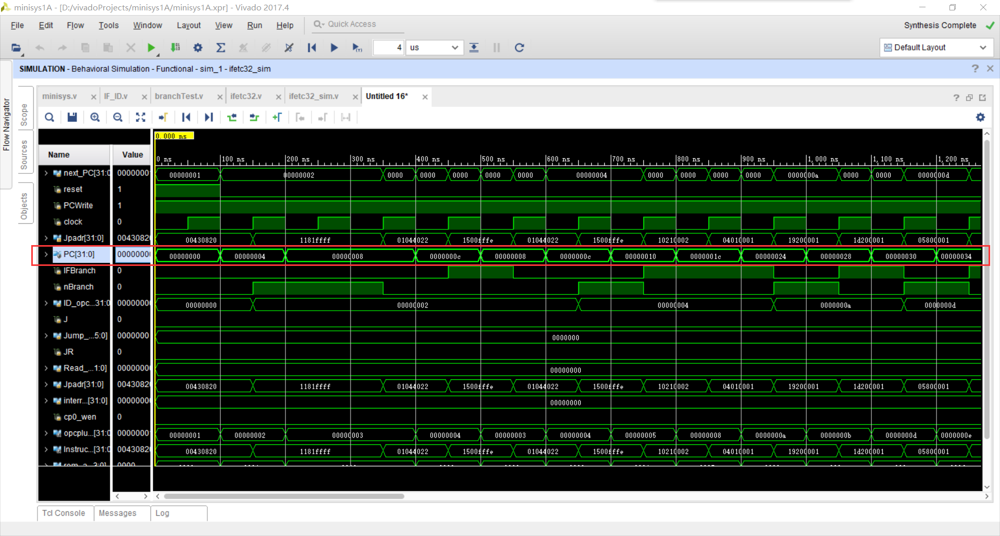 minisys1A - [D:/vivadoProjects/minisys1A/minisys1A.xpr] - Vivado 2017.4
File Edit Flow Tools Window Layout View Run Help Quick Access Synthesis Complete
4 us Default Layout
SIMULATION - Behavioral Simulation - Functional - sim_1 - ifetc32_sim
Flow Navigator
Scope
Sources
Objects
minisys.v IF_ID.v branchTest.v ifetc32.v ifetc32_sim.v Untitled 16*
0.000 ns
Name Value 0 ns 100 ns 200 ns 300 ns 400 ns 500 ns 600 ns 700 ns 800 ns 900 ns 1,000 ns 1,100 ns 1,200 ns
next_PC[31:0 0000000 00000001 00000002 0000 0000 0000 0000 0000 00000004 0000 0000 0000 0000 0000000a 0000 0000 0000000d
reset 1
PCWrite 1
clock 0
Jpadr[31:0] 0043082 00430820 1181ffff 01044022 1500fffe 01044022 1500fffe 10210002 04010001 19200001 1d200001 05800001
PC[31:0] 0000000 00000000 00000004 00000008 0000000c 00000008 0000000c 00000010 0000001c 00000024 00000028 00000030 00000034
IFBranch 0
nBranch 0
ID_opc...31:0 0000000 00000000 00000002 00000004 0000000a 0000000d
J 0
Jump_...5:0] 0000000 0000000
JR 0
Read_...1:0] 0000000 00000000
Jpadr[31:0] 0043082 00430820 1181ffff 01044022 1500fffe 01044022 1500fffe 10210002 04010001 19200001 1d200001 05800001
interr...[31:0] 0000000 00000000
cp0_wen 0
opcplu...[31:0 0000000 00000001 00000002 00000003 00000004 00000003 00000004 00000005 00000008 0000000a 0000000b 0000000d 0000000e
Instruc...[31:0 0043082 00430820 1181ffff 01044022 1500fffe 01044022 1500fffe 10210002 04010001 19200001 1d200001 05800001
Tcl Console Messages Log